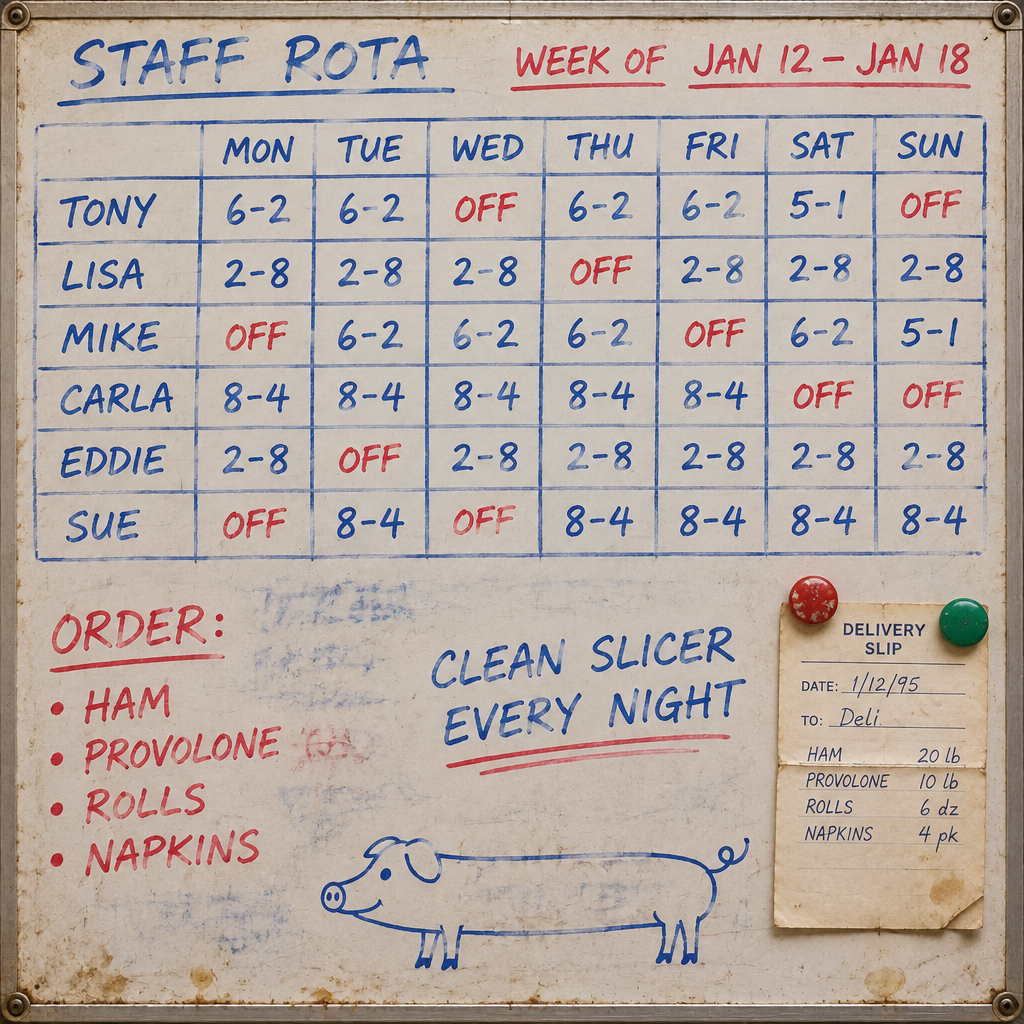 STAFF ROTA
WEEK OF JAN 12 – JAN 18
MON TUE WED THU FRI SAT SUN
TONY 6-2 6-2 OFF 6-2 6-2 5-1 OFF
LISA 2-8 2-8 2-8 OFF 2-8 2-8 2-8
MIKE OFF 6-2 6-2 6-2 OFF 6-2 5-1
CARLA 8-4 8-4 8-4 8-4 8-4 OFF OFF
EDDIE 2-8 OFF 2-8 2-8 2-8 2-8 2-8
SUE OFF 8-4 OFF 8-4 8-4 8-4 8-4
ORDER:
• HAM
• PROVOLONE
• ROLLS
• NAPKINS
CLEAN SLICER
EVERY NIGHT
DELIVERY
SLIP
DATE: 1/12/95
TO: Deli.
HAM 20 lb
PROVOLONE 10 lb
ROLLS 6 dz
NAPKINS 4 pk